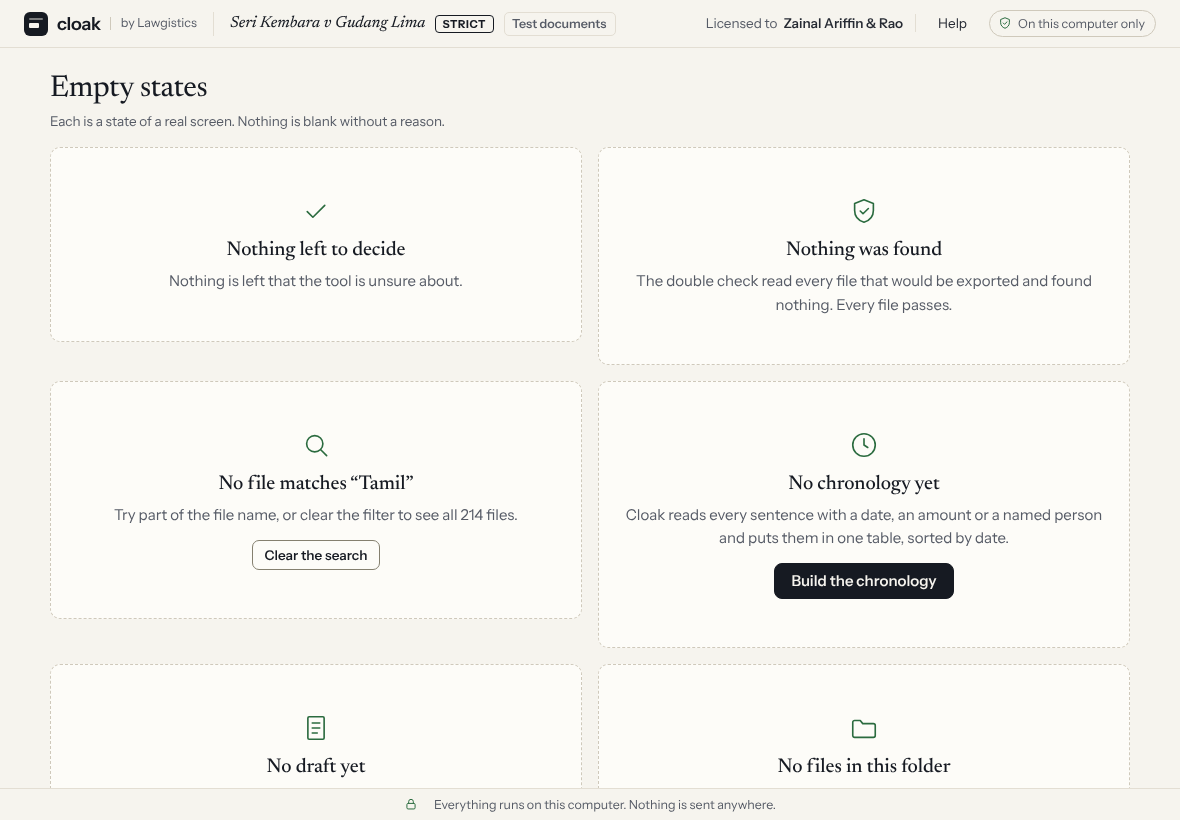 cloak by Lawgistics Seri Kembara v Gudang Lima STRICT Test documents Licensed to Zainal Ariffin & Rao Help On this computer only
Empty states
Each is a state of a real screen. Nothing is blank without a reason.
Nothing left to decide
Nothing is left that the tool is unsure about.
Nothing was found
The double check read every file that would be exported and found
nothing. Every file passes.
No file matches “Tamil”
Try part of the file name, or clear the filter to see all 214 files.
Clear the search
No chronology yet
Cloak reads every sentence with a date, an amount or a named person
and puts them in one table, sorted by date.
Build the chronology
No draft yet
No files in this folder
Everything runs on this computer. Nothing is sent anywhere.